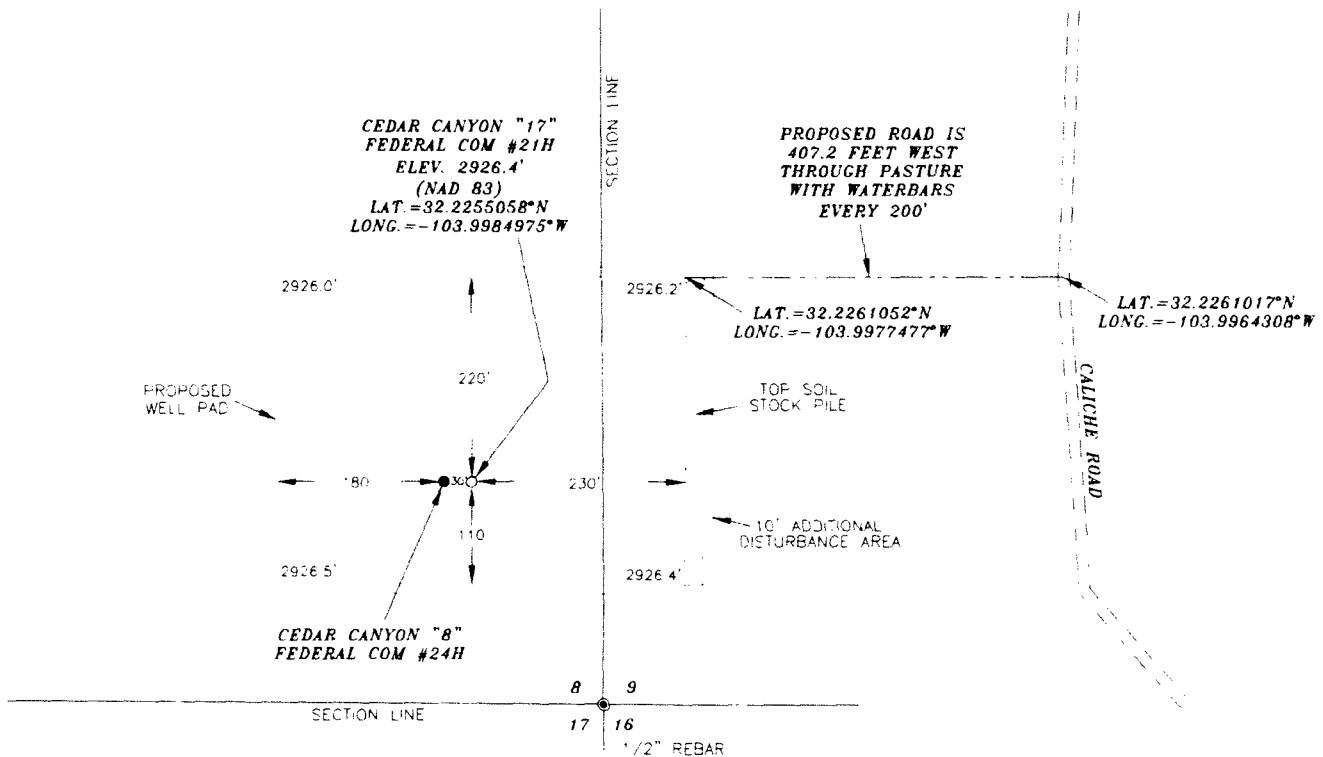 SECTION LINE
CEDAR CANYON "17"
FEDERAL COM #21H
ELEV. 2926.4'
(NAD 83)
LAT.=32.2255058°N
LONG.=-103.9984975°W
PROPOSED ROAD IS
407.2 FEET WEST
THROUGH PASTURE
WITH WATERBARS
EVERY 200'
2926.0'
2926.2'
LAT.=32.2261052°N
LONG.=-103.9977477°W
LAT.=32.2261017°N
LONG.=-103.9964308°W
220'
PROPOSED
WELL PAD
TOP SOIL
STOCK PILE
CALICHE ROAD
30'
230'
110
10' ADDITIONAL
DISTURBANCE AREA
2926.5'
2926.4'
CEDAR CANYON "8"
FEDERAL COM #24H
8 9
SECTION LINE
17 16
1/2" REBAR